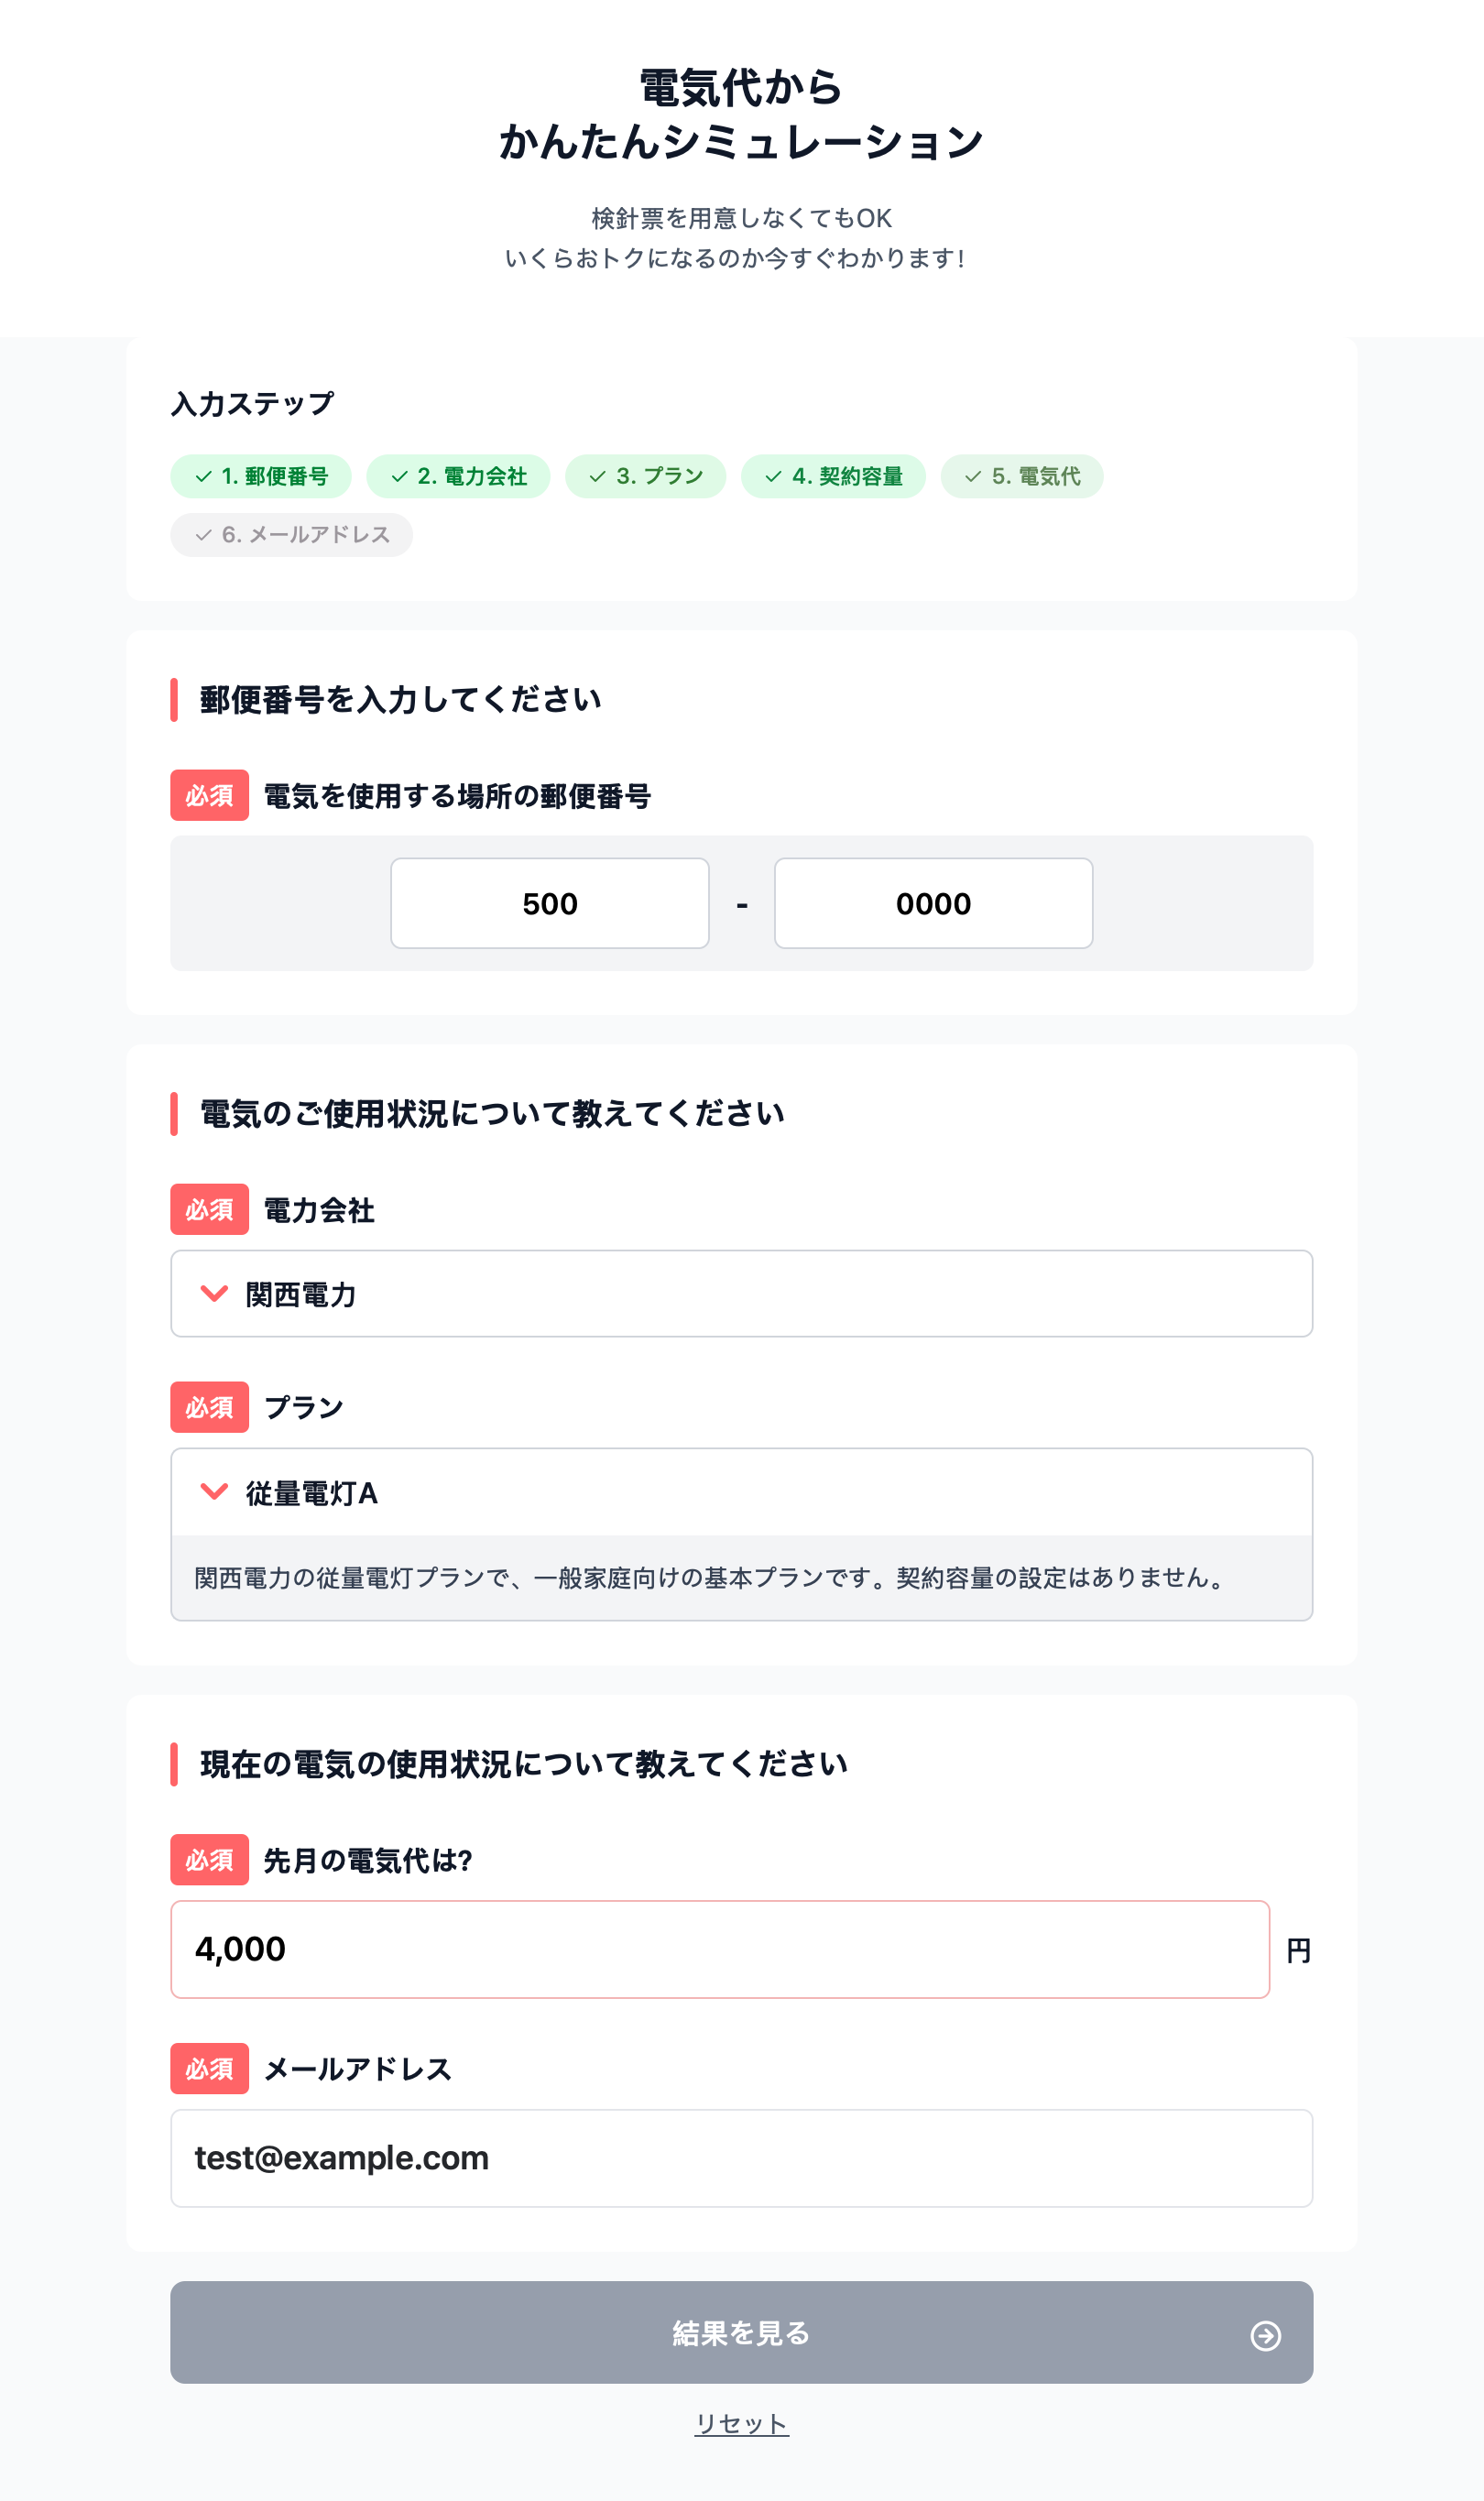 電気代から
かんたんシミュレーション
検針票を用意しなくてもOK
いくらおトクになるのか今すぐわかります!
入力ステップ
1. 郵便番号
2. 電力会社
3. プラン
4. 契約容量
5. 電気代
6. メールアドレス
郵便番号を入力してください
必須 電気を使用する場所の郵便番号
500 - 0000
電気のご使用状況について教えてください
必須 電力会社
関西電力
必須 プラン
従量電灯A
関西電力の従量電灯プランで、一般家庭向けの基本プランです。契約容量の設定はありません。
現在の電気の使用状況について教えてください
必須 先月の電気代は?
4,000 円
必須 メールアドレス
test@example.com
結果を見る
リセット